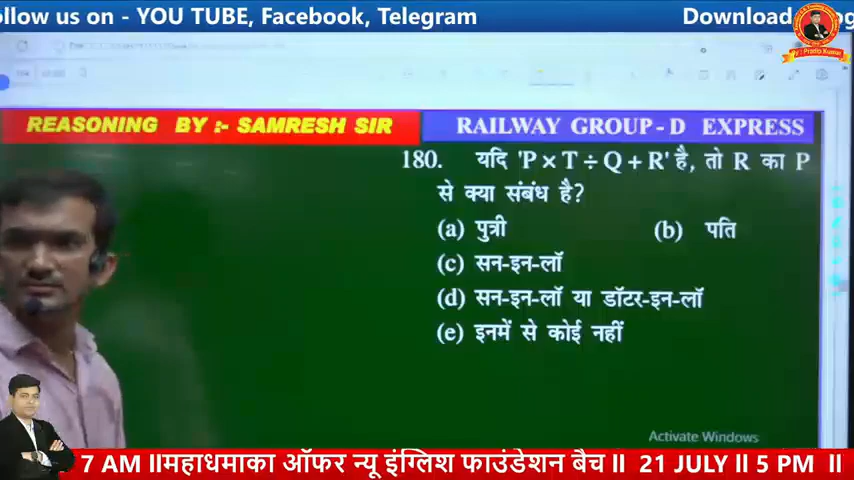 ollow us on - YOU TUBE, Facebook, Telegram Download
Pradip Kumar
REASONING BY :- SAMRESH SIR RAILWAY GROUP - D EXPRESS
180. यदि 'P × T ÷ Q + R' है, तो R का P
से क्या संबंध है?
(a) पुत्री (b) पति
(c) सन-इन-लॉ
(d) सन-इन-लॉ या डॉटर-इन-लॉ
(e) इनमें से कोई नहीं
Activate Windows
7 AM ॥महाधमाका ऑफर न्यू इंग्लिश फाउंडेशन बैच ॥ 21 JULY ॥ 5 PM ॥